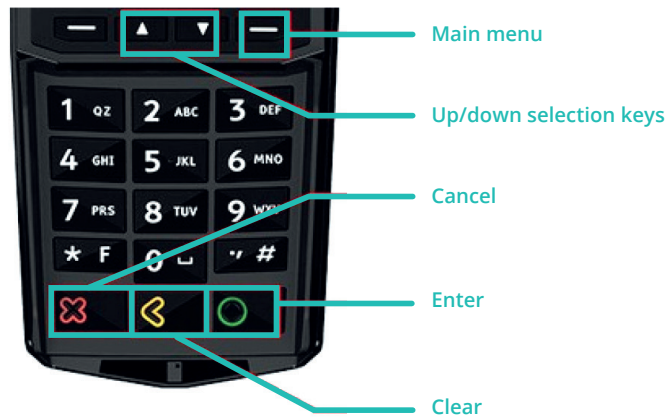 Main menu
1 QZ 2 ABC 3 DEF
Up/down selection keys
4 GHI 5 JKL 6 MNO
Cancel
7 PRS 8 TUV 9 WXY
* F 0 ., #
Enter
Clear